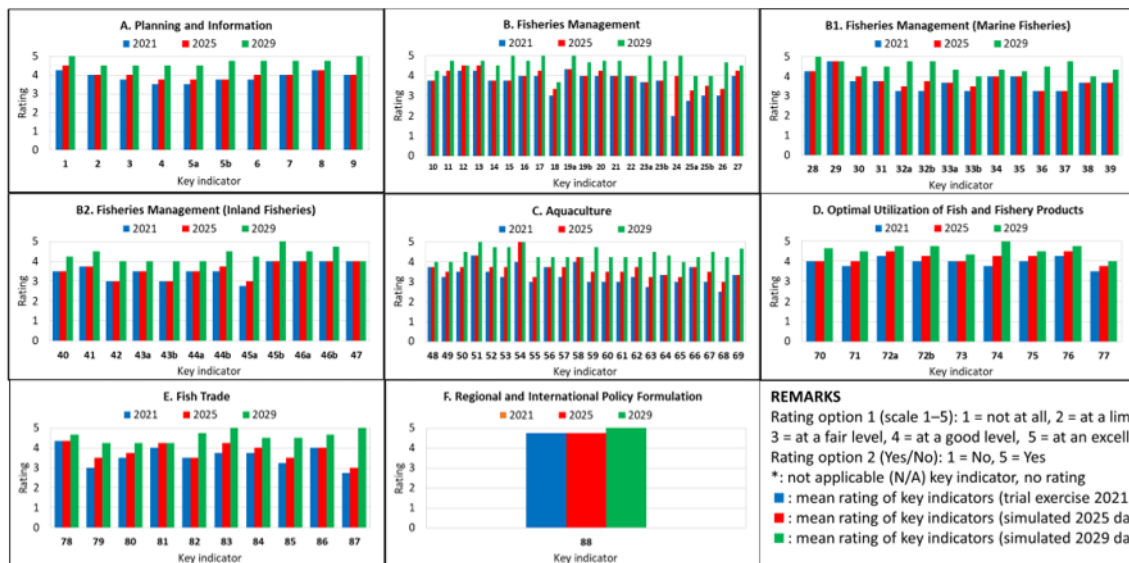 A. Planning and Information
2021 2025 2029
5
4
3
2
1
0
Rating
1 2 3 4 5a 5b 6 7 8 9
Key indicator
B. Fisheries Management
2021 2025 2029
5
4
3
2
1
0
Rating
10 11 12 13 14 15 16 17 18 19a 19b 20 21 22 23a 23b 24 25a 25b 26 27
Key indicator
B1. Fisheries Management (Marine Fisheries)
2021 2025 2029
5
4
3
2
1
0
Rating
28 29 30 31 32a 32b 33a 33b 34 35 36 37 38 39
Key indicator
B2. Fisheries Management (Inland Fisheries)
2021 2025 2029
5
4
3
2
1
0
Rating
40 41 42 43a 43b 44a 44b 45a 45b 46a 46b 47
Key indicator
C. Aquaculture
2021 2025 2029
5
4
3
2
1
0
Rating
48 49 50 51 52 53 54 55 56 57 58 59 60 61 62 63 64 65 66 67 68 69
Key indicator
D. Optimal Utilization of Fish and Fishery Products
2021 2025 2029
5
4
3
2
1
0
Rating
70 71 72a 72b 73 74 75 76 77
Key indicator
E. Fish Trade
2021 2025 2029
5
4
3
2
1
0
Rating
78 79 80 81 82 83 84 85 86 87
Key indicator
F. Regional and International Policy Formulation
2021 2025 2029
5
4
3
2
1
0
Rating
88
Key indicator
REMARKS
Rating option 1 (scale 1–5): 1 = not at all, 2 = at a lim
3 = at a fair level, 4 = at a good level, 5 = at an excell
Rating option 2 (Yes/No): 1 = No, 5 = Yes
*: not applicable (N/A) key indicator, no rating
: mean rating of key indicators (trial exercise 2021
: mean rating of key indicators (simulated 2025 da
: mean rating of key indicators (simulated 2029 da